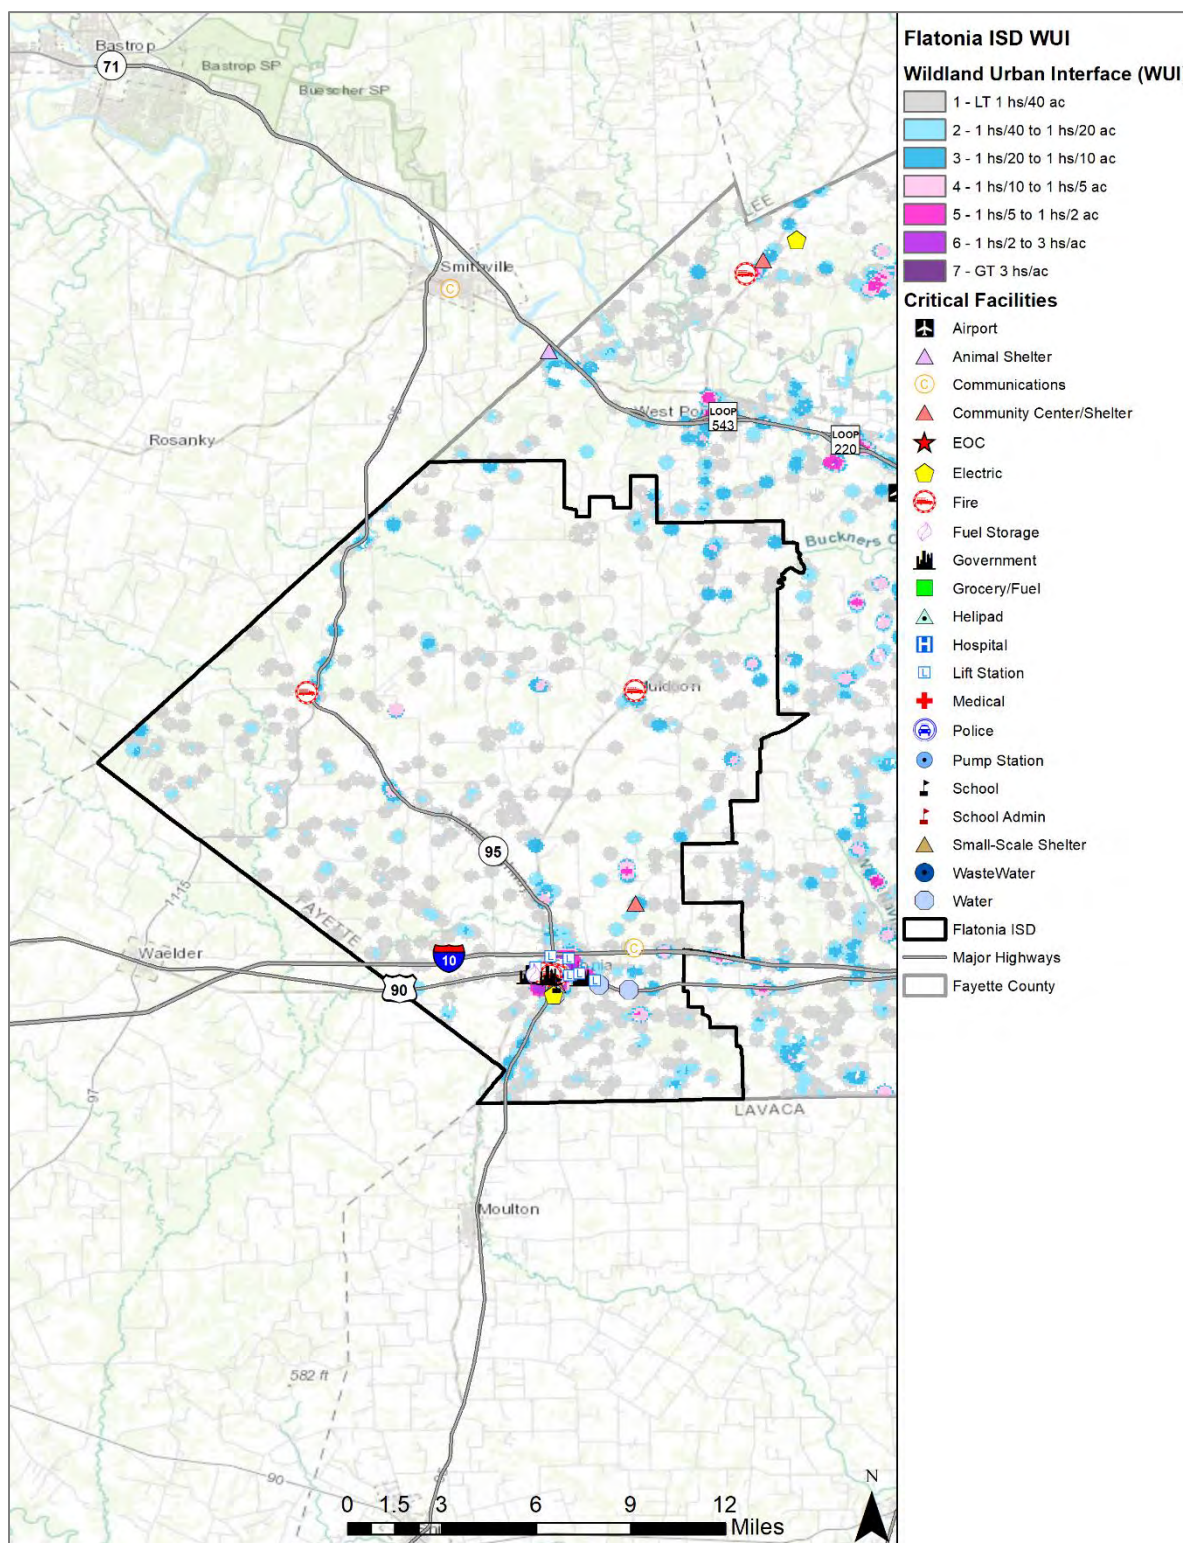 Bastrop
71
Bastrop SP
Buescher SP
LEE
Smithville
C
95
West Po
LOOP
543
LOOP
220
Rosanky
Buckners C
95
1115
FAYETTE
Waelder
10
90
C
L
L
L
L
L
97
LAVACA
Moulton
582 ft
90
95
N
0 1.5 3 6 9 12
Miles
Flatonia ISD WUI
Wildland Urban Interface (WUI)
1 - LT 1 hs/40 ac
2 - 1 hs/40 to 1 hs/20 ac
3 - 1 hs/20 to 1 hs/10 ac
4 - 1 hs/10 to 1 hs/5 ac
5 - 1 hs/5 to 1 hs/2 ac
6 - 1 hs/2 to 3 hs/ac
7 - GT 3 hs/ac
Critical Facilities
Airport
Animal Shelter
C Communications
Community Center/Shelter
EOC
Electric
Fire
Fuel Storage
Government
Grocery/Fuel
Helipad
H Hospital
L Lift Station
Medical
Police
Pump Station
School
School Admin
Small-Scale Shelter
WasteWater
Water
Flatonia ISD
Major Highways
Fayette County